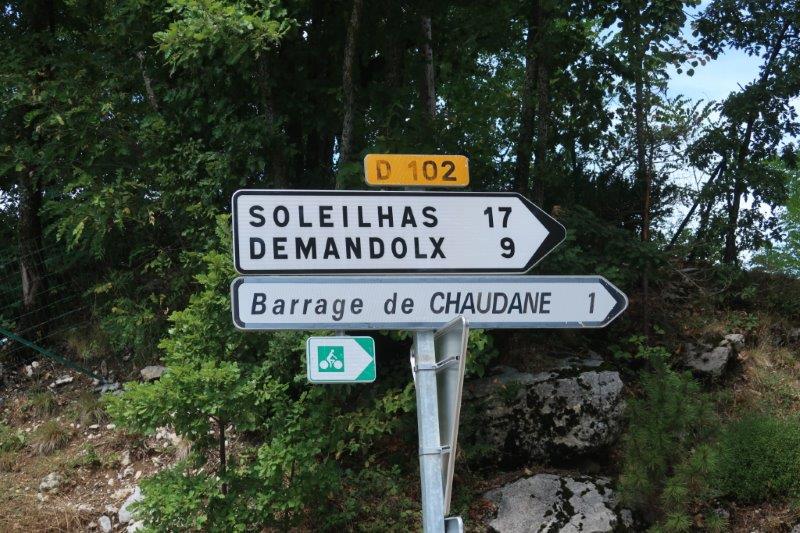 D 102
SOLEILHAS 17
DEMANDOLX 9
Barrage de CHAUDANE 1